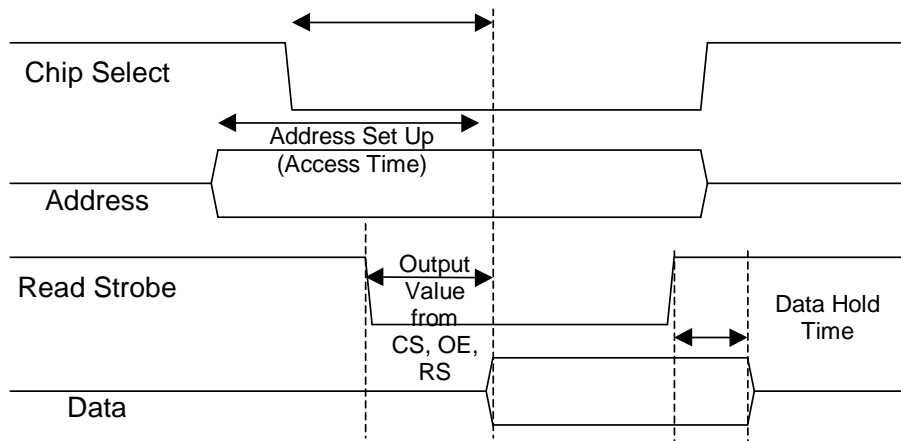 Chip Select
Address Set Up
(Access Time)
Address
Read Strobe
Output
Value
from
CS, OE,
RS
Data Hold
Time
Data